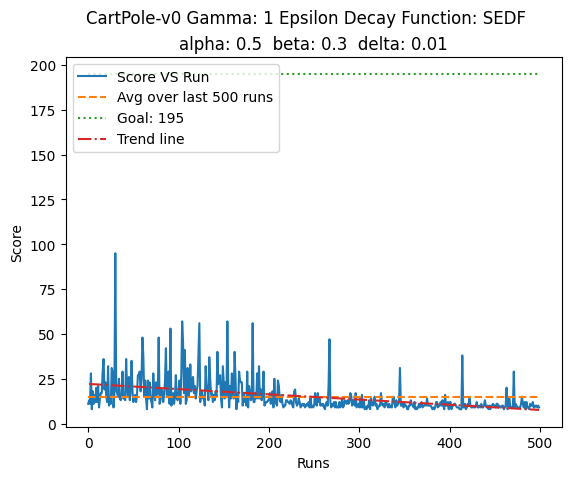 CartPole-v0 Gamma: 1 Epsilon Decay Function: SEDF
alpha: 0.5 beta: 0.3 delta: 0.01
200
175
150
125
100
75
50
25
0
Score
Score VS Run
Avg over last 500 runs
Goal: 195
Trend line
0 100 200 300 400 500
Runs